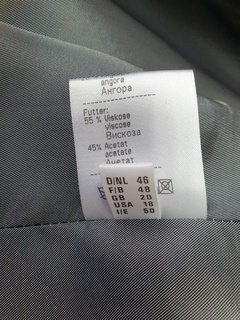 angora
Ангора
Futter:
55 % Viskose
viscose
Вискоза
45% Acetat
acetate
Ацетат
D/NL 46
F/B 48
GB 20
USA 18
I/E 50